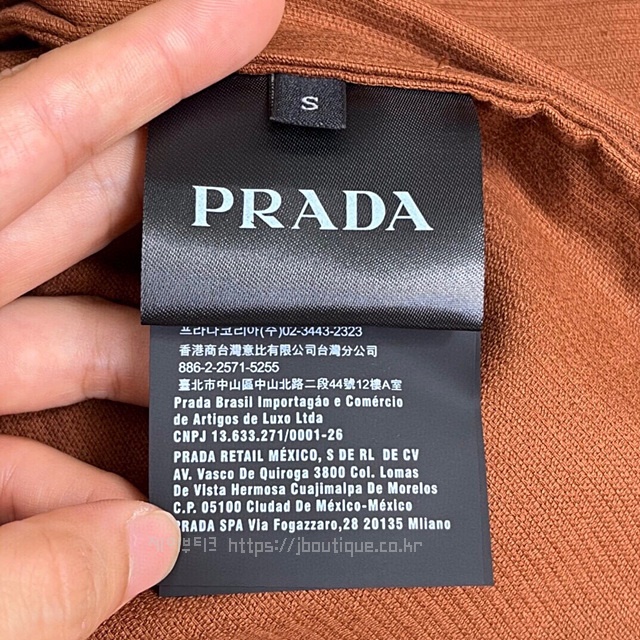 S
PRADA
프라다코리아(주)02-3443-2323
香港商台灣意比有限公司台灣分公司
886-2-2571-5255
臺北市中山區中山北路二段44號12樓A室
Prada Brasil Importagão e Comércio
de Artigos de Luxo Ltda
CNPJ 13.633.271/0001-26
PRADA RETAIL MÉXICO, S DE RL DE CV
AV. Vasco De Quiroga 3800 Col. Lomas
De Vista Hermosa Cuajimalpa De Morelos
C.P. 05100 Ciudad De México-México
PRADA SPA Via Fogazzaro,28 20135 Milano
https://jboutique.co.kr